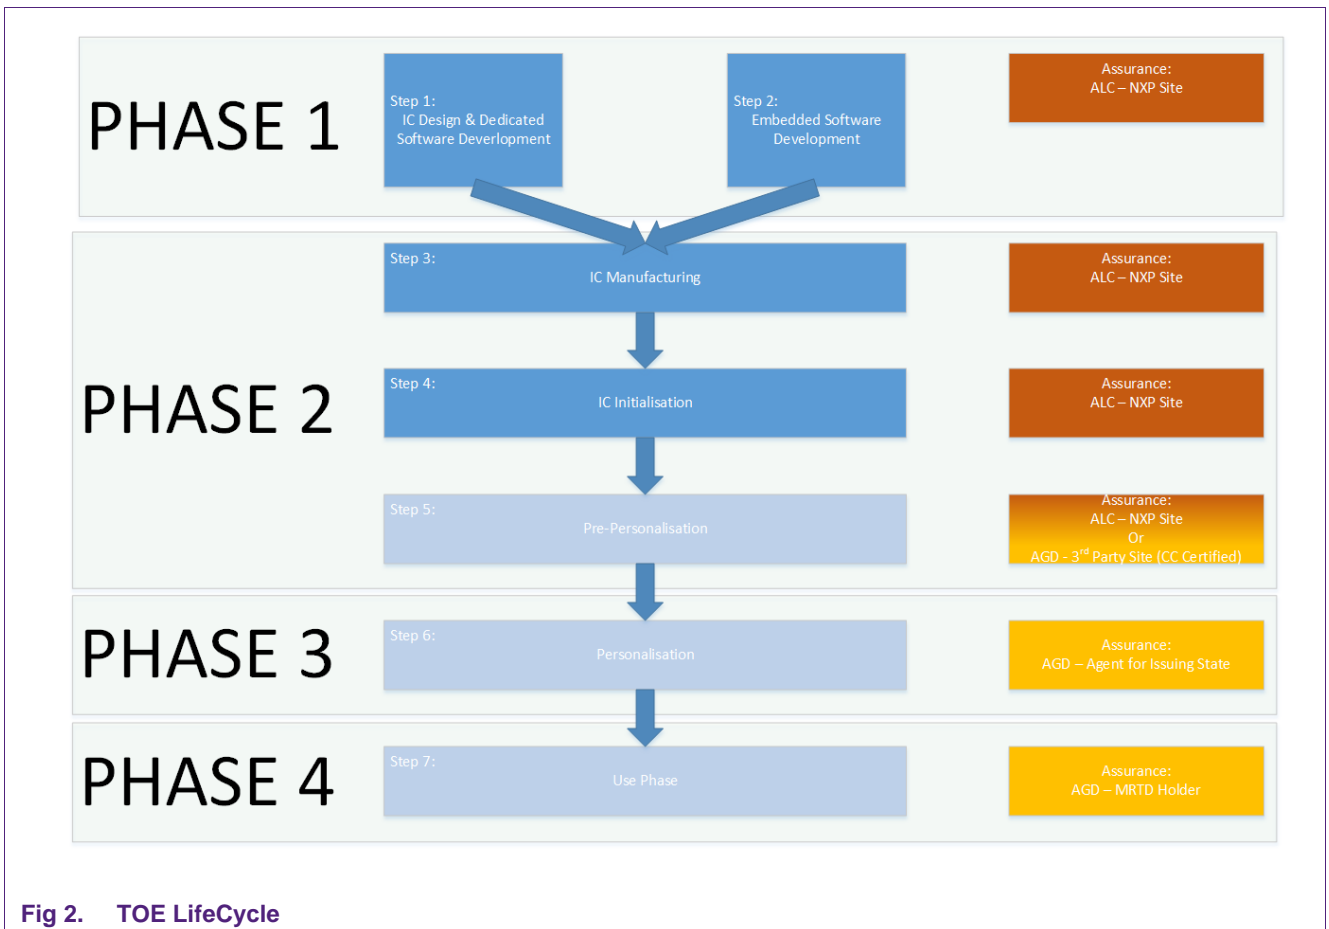 PHASE 1
Step 1:
IC Design & Dedicated
Software Deverlopment
Step 2:
Embedded Software
Development
Assurance:
ALC – NXP Site
PHASE 2
Step 3:
IC Manufacturing
Assurance:
ALC – NXP Site
Step 4:
IC Initialisation
Assurance:
ALC – NXP Site
Step 5:
Pre-Personalisation
Assurance:
ALC – NXP Site
Or
AGD - 3rd Party Site (CC Certified)
PHASE 3
Step 6:
Personalisation
Assurance:
AGD – Agent for Issuing State
PHASE 4
Step 7:
Use Phase
Assurance:
AGD – MRTD Holder
Fig 2. TOE LifeCycle